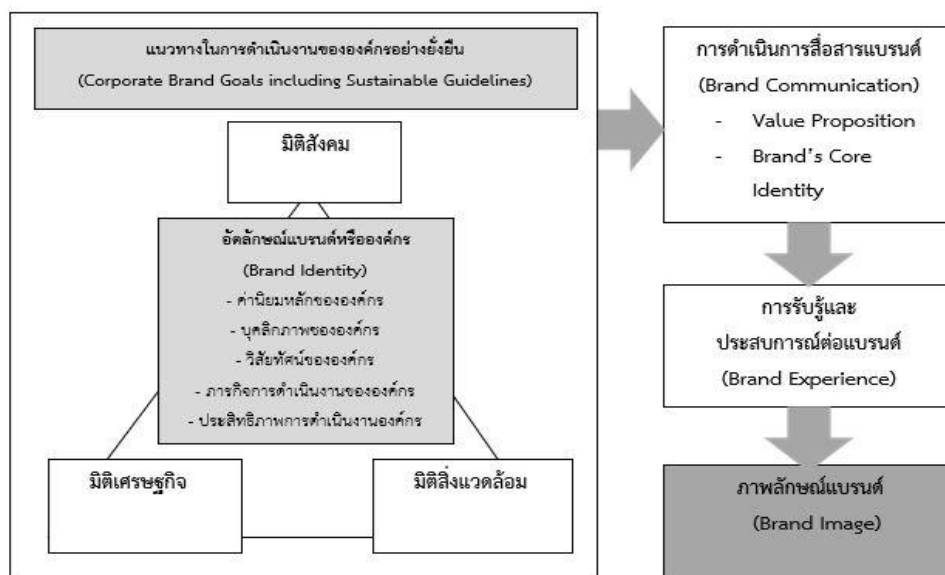 แนวทางในการดำเนินงานขององค์กรอย่างยั่งยืน
(Corporate Brand Goals including Sustainable Guidelines)
มิติสังคม
อัตลักษณ์แบรนด์หรือองค์กร
(Brand Identity)
- ค่านิยมหลักขององค์กร
- บุคลิกภาพขององค์กร
- วิสัยทัศน์ขององค์กร
- ภารกิจการดำเนินงานขององค์กร
- ประสิทธิภาพการดำเนินงานองค์กร
มิติเศรษฐกิจ
มิติสิ่งแวดล้อม
การดำเนินการสื่อสารแบรนด์
(Brand Communication)
- Value Proposition
- Brand's Core
Identity
การรับรู้และ
ประสบการณ์ต่อแบรนด์
(Brand Experience)
ภาพลักษณ์แบรนด์
(Brand Image)